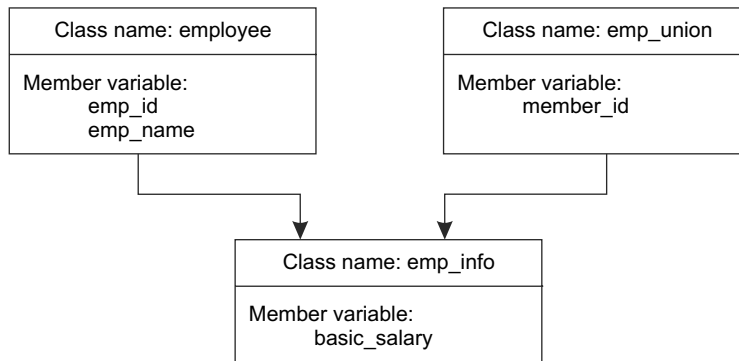 Class name: employee
Member variable:
emp_id
emp_name
Class name: emp_union
Member variable:
member_id
Class name: emp_info
Member variable:
basic_salary